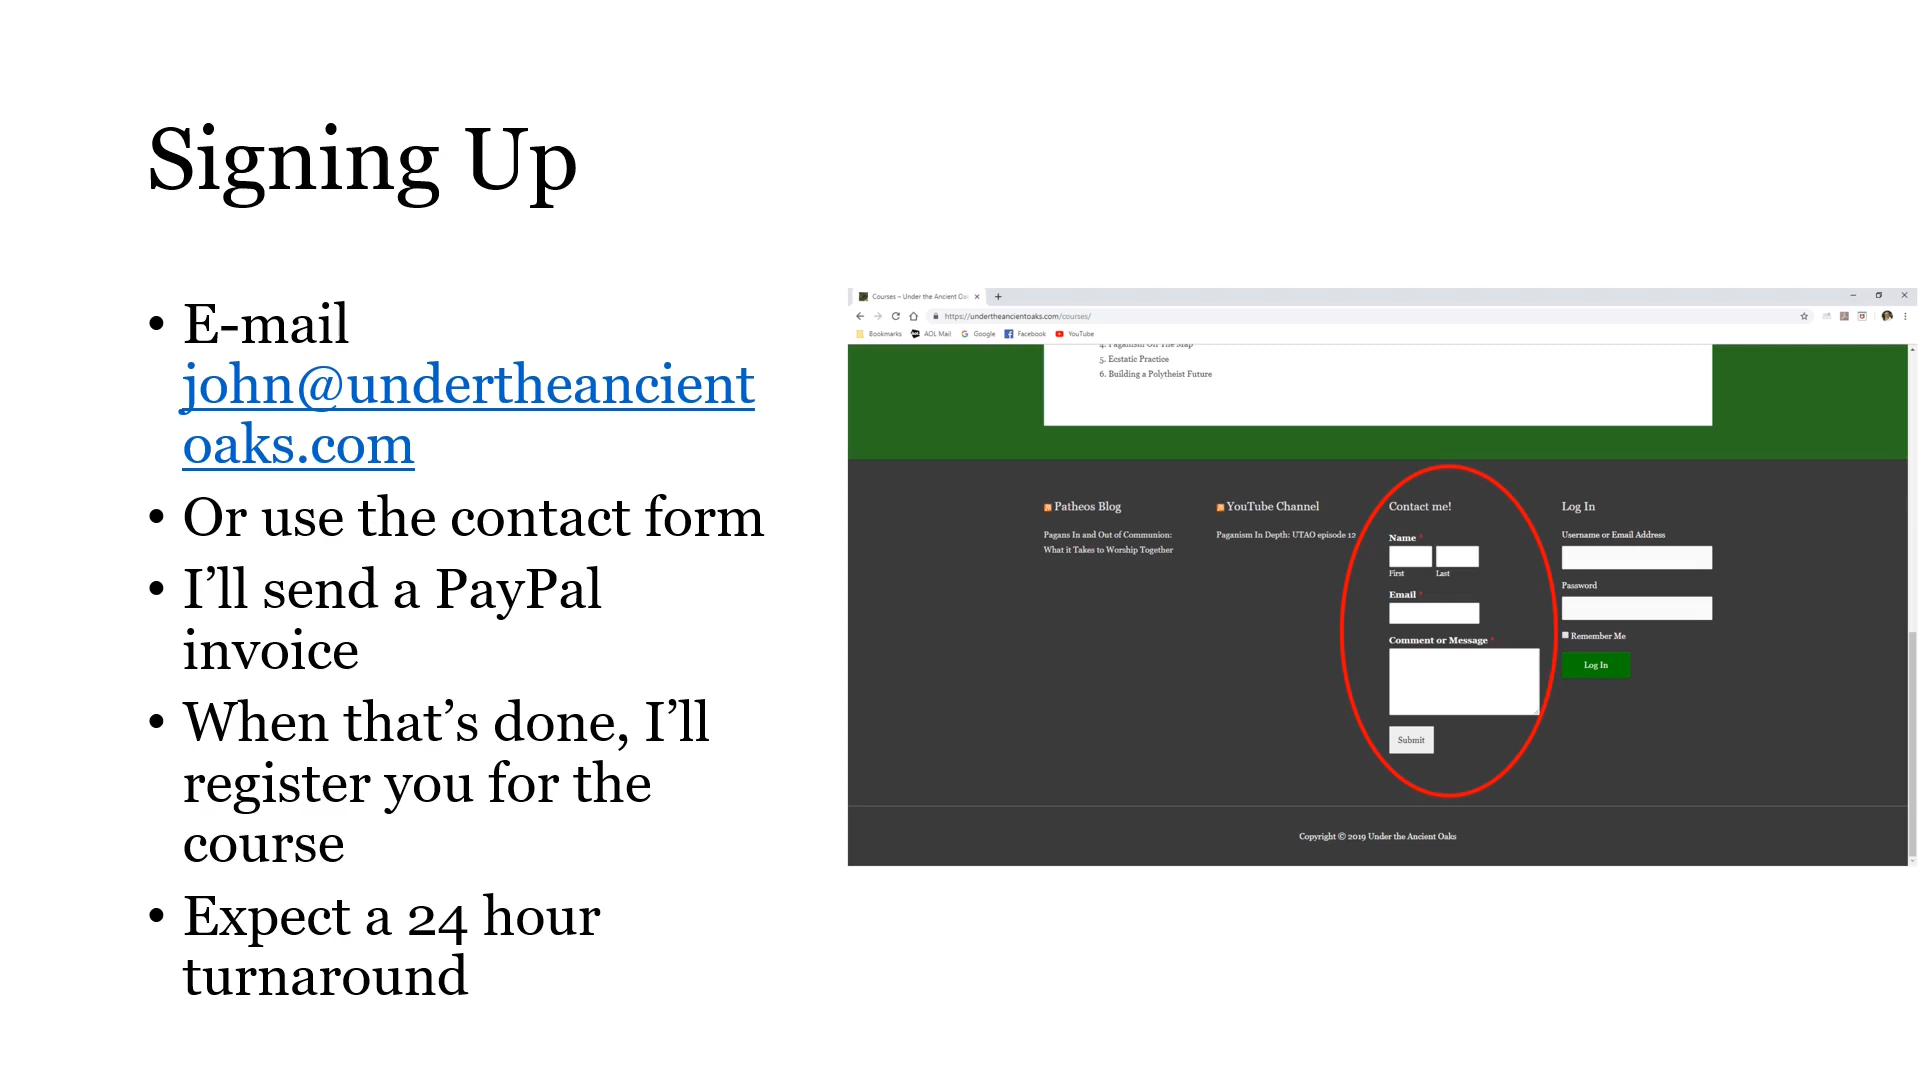 Signing Up
• E-mail
john@undertheancient
oaks.com
• Or use the contact form
• I’ll send a PayPal
invoice
• When that’s done, I’ll
register you for the
course
• Expect a 24 hour
turnaround
Courses – Under the Ancient Oa
https://undertheancientoaks.com/courses/
Bookmarks AOL Mail Google Facebook YouTube
4. Paganism On The Map
5. Ecstatic Practice
6. Building a Polytheist Future
Patheos Blog
Pagans In and Out of Communion:
What it Takes to Worship Together
YouTube Channel
Paganism In Depth: UTAO episode 12
Contact me!
Name *
First Last
Email *
Comment or Message *
Submit
Log In
Username or Email Address
Password
Remember Me
Log In
Copyright © 2019 Under the Ancient Oaks